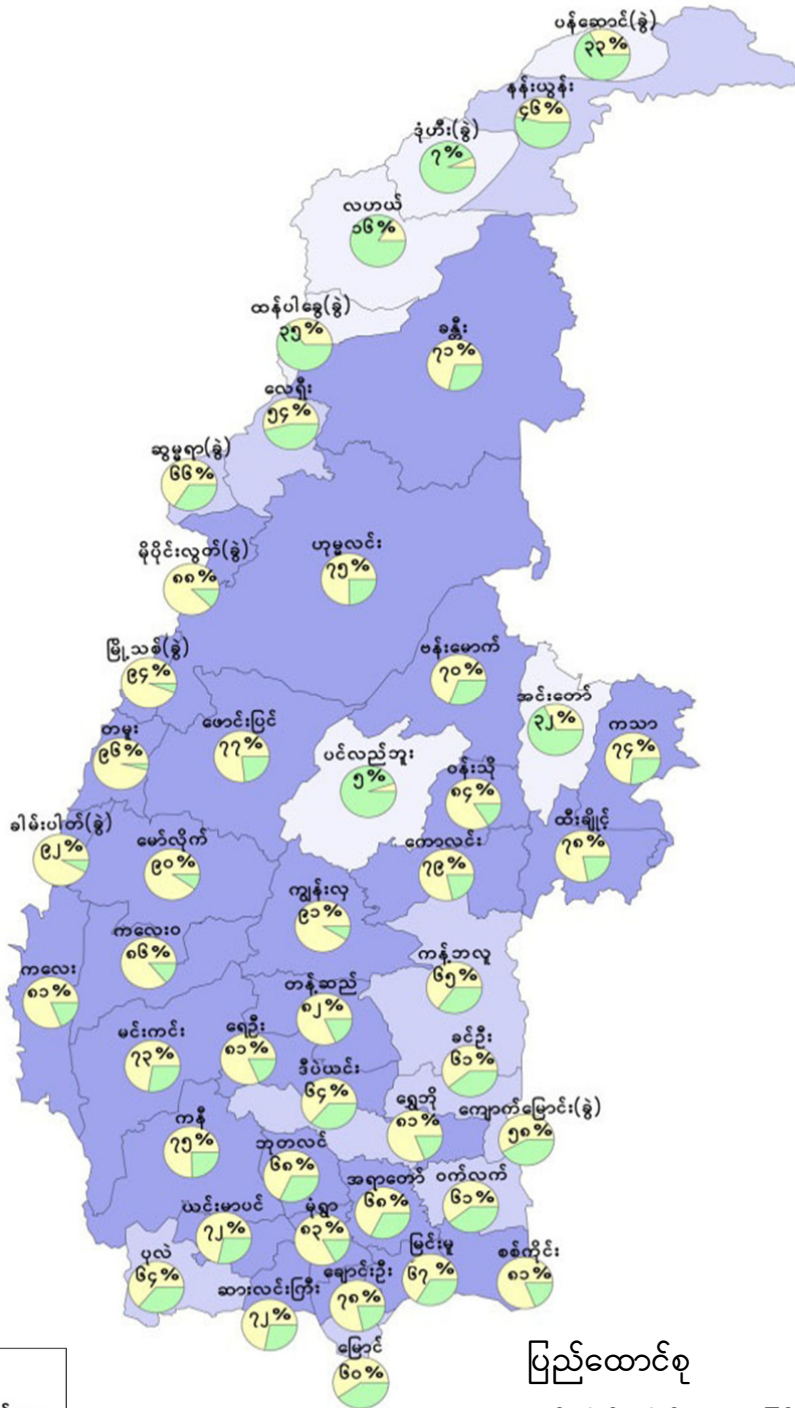 ပန်ဆောင်(ခွဲ)
၃၃%
နန်းယွန်း
၄၆%
ဒုံဟီး(ခွဲ)
၇%
လဟယ်
၁၆%
ထန်ပါခွေ(ခွဲ)
၃၅%
ခန္တီး
၇၁%
လေရှီး
၅၄%
ဆွမ္မရာ(ခွဲ)
၆၆%
မိုပိုင်းလွတ်(ခွဲ)
၈၈%
ဟုမ္မလင်း
၇၅%
မြို့သစ်(ခွဲ)
၉၄%
ဗန်းမောက်
၇၀%
အင်းတော်
၃၂%
တမူး
၉၆%
ဖောင်းပြင်
၇၇%
ပင်လည်ဘူး
၅%
ဝန်းသို
၈၄%
ကသာ
၇၄%
ခါမ်းပါတ်(ခွဲ)
၉၂%
မော်လိုက်
၉၀%
ကောလင်း
၇၉%
ထီးချိုင့်
၇၈%
ကျွန်းလှ
၉၁%
ကလေးဝ
၈၆%
ကန့်ဘလူ
၆၅%
ကလေး
၈၁%
တန့်ဆည်
၈၂%
မင်းကင်း
၇၃%
ရေဦး
၈၁%
ခင်ဦး
၆၁%
ဒီပဲယင်း
၆၄%
ရွှေဘို
၈၁%
ကျောက်မြောင်း(ခွဲ)
၅၈%
ကနီ
၇၅%
ဘုတလင်
၆၈%
အရာတော်
၆၈%
ဝက်လက်
၆၁%
ယင်းမာပင်
၇၂%
မုံရွာ
၈၃%
မြင်းမူ
၆၇%
စစ်ကိုင်း
၈၁%
ပုလဲ
၆၄%
ဆားလင်းကြီး
၇၂%
ချောင်းဦး
၇၈%
မြောင်
၆၀%
ပြည်ထောင်စု